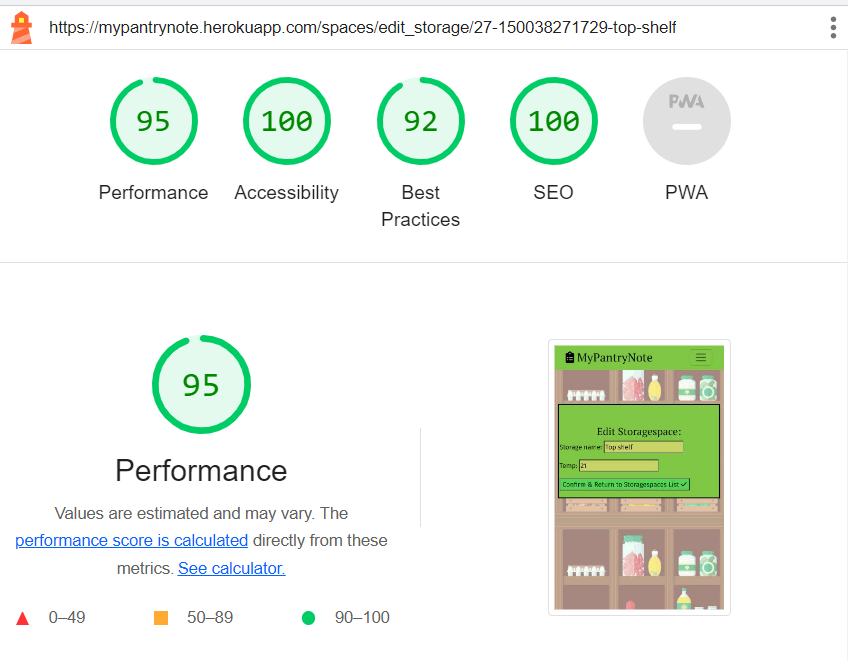 https://mypantrynote.herokuapp.com/spaces/edit_storage/27-150038271729-top-shelf
95
100
92
100
PWA
Performance
Accessibility
Best
Practices
SEO
PWA
95
Performance
Values are estimated and may vary. The
performance score is calculated directly from these
metrics. See calculator.
0–49
50–89
90–100
MyPantryNote
Edit Storagespace:
Storage name: Top shelf
Temp: 21
Confirm & Return to Storagespaces List ✓